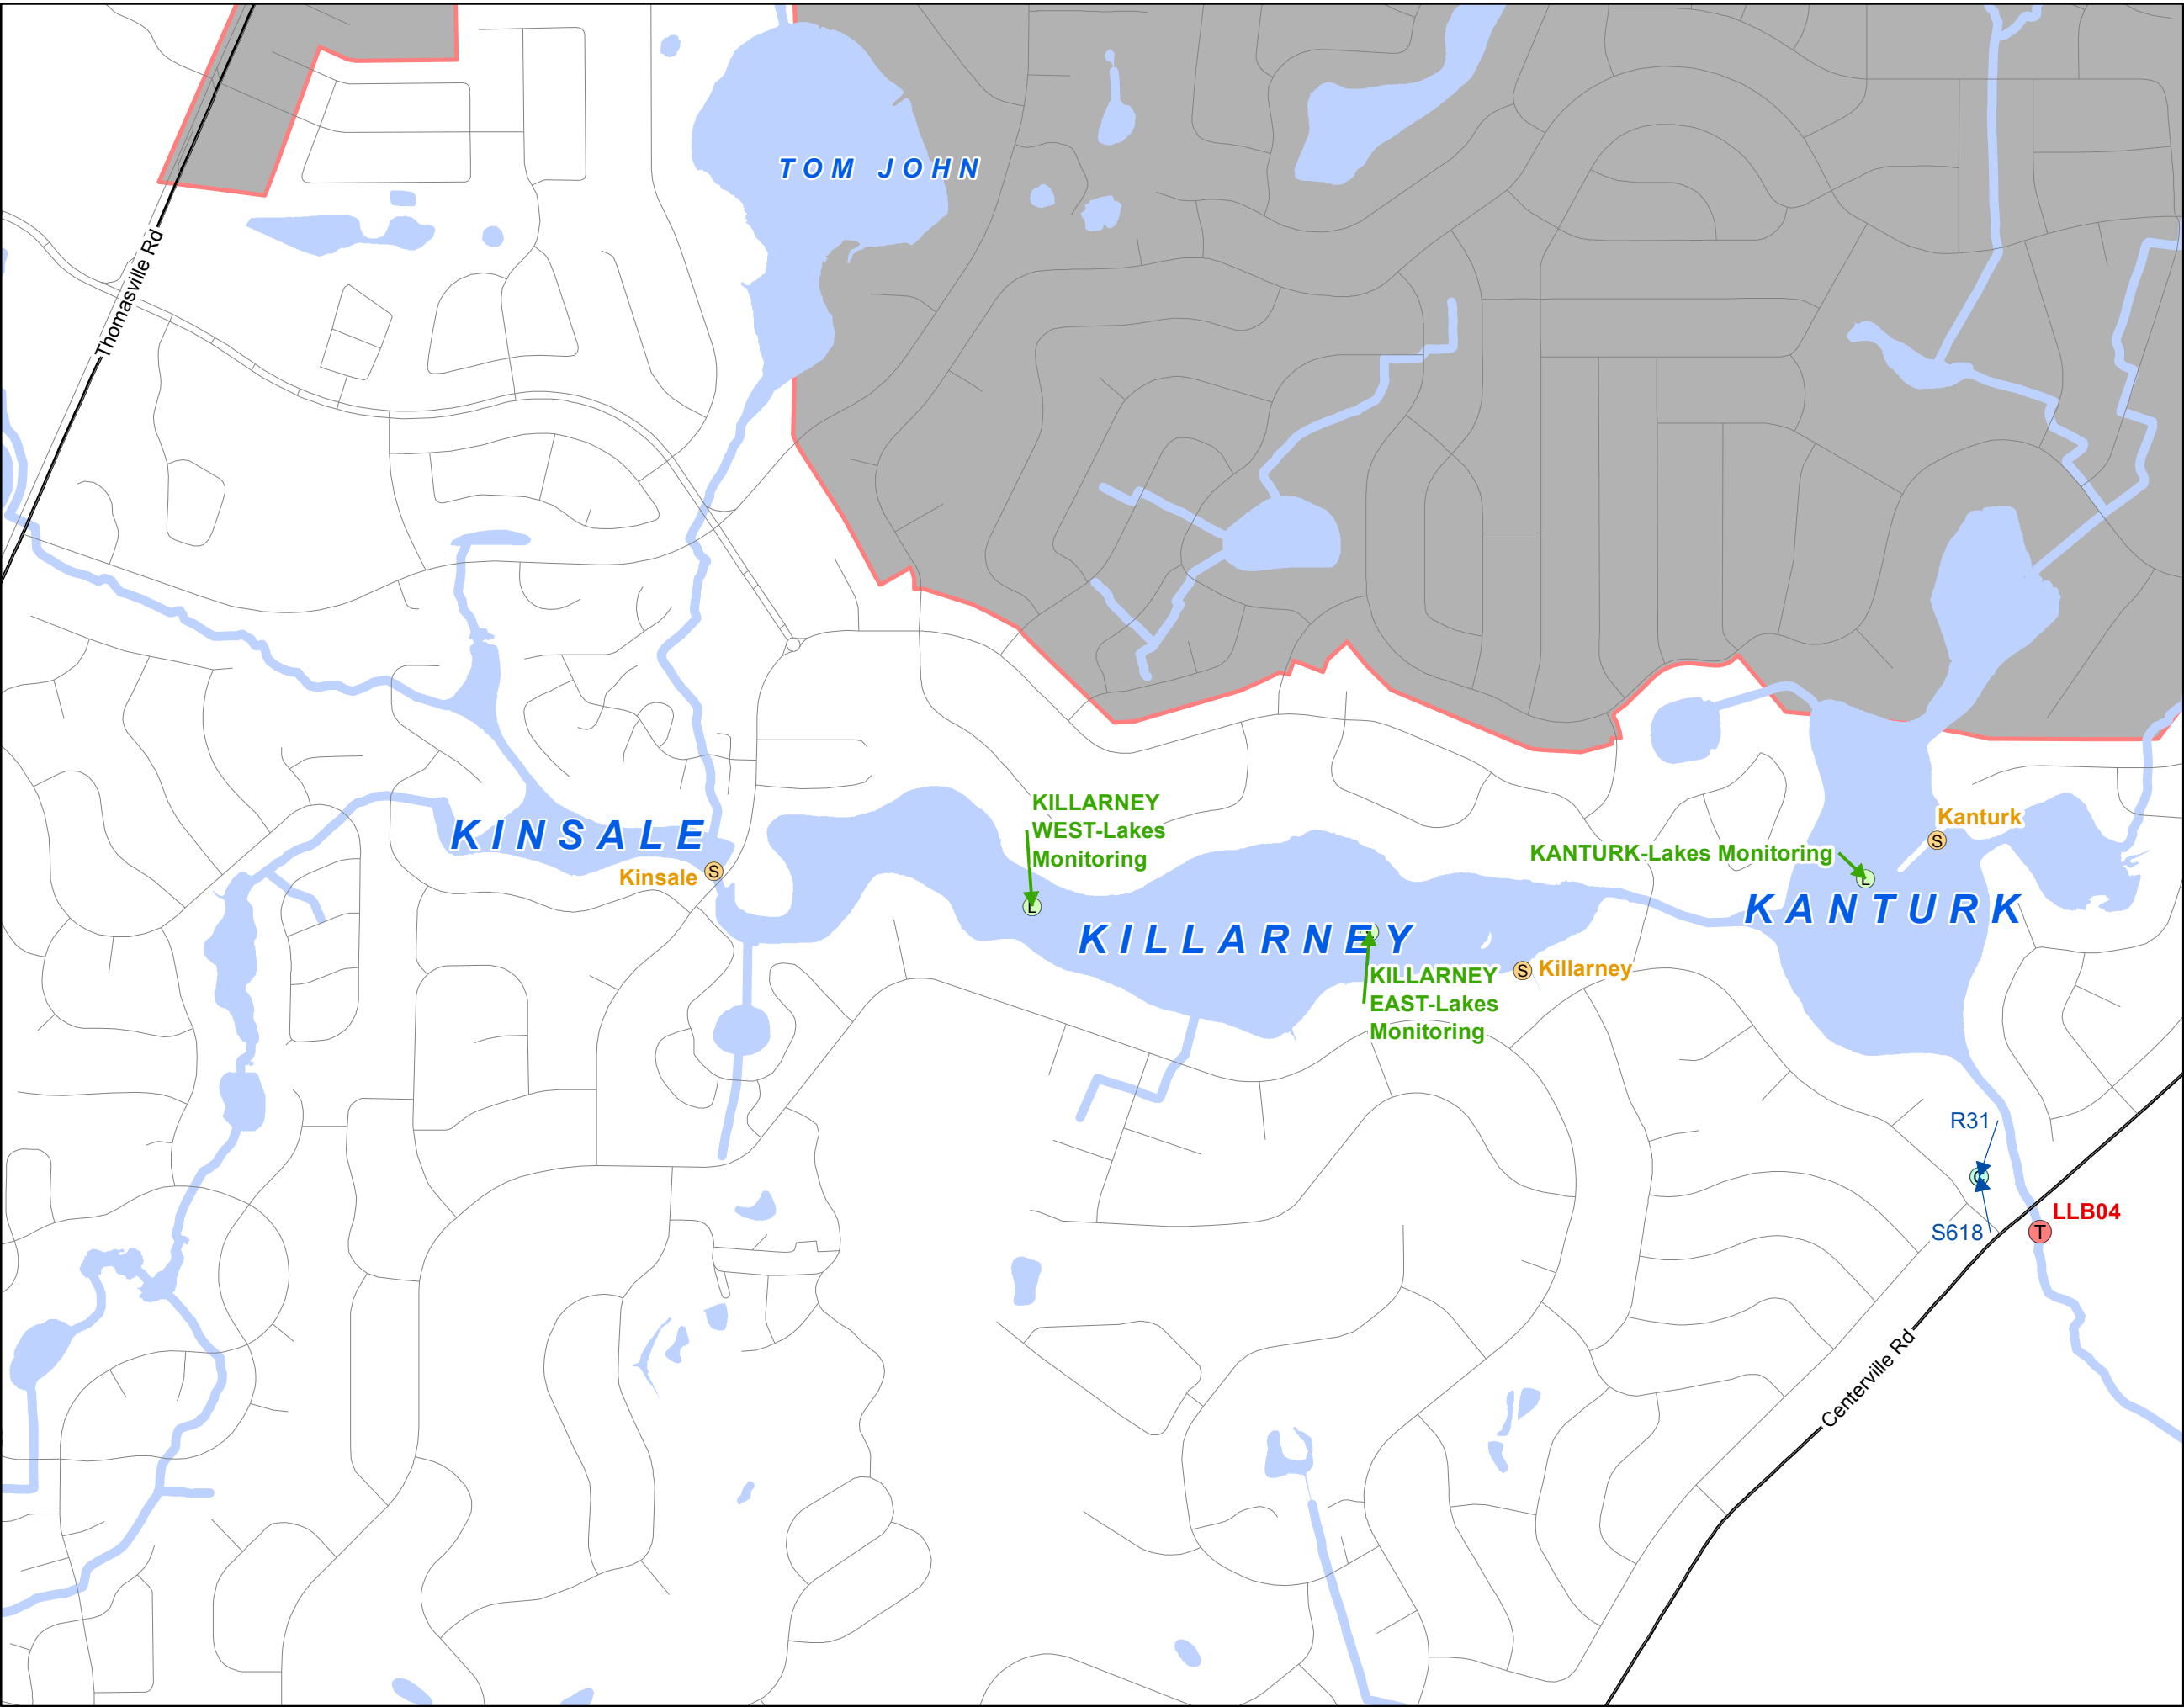 TOM JOHN
Thomasville Rd
KILLARNEY
WEST-Lakes
Monitoring
L
KINSALE
S
Kinsale
Kanturk
S
KANTURK-Lakes Monitoring
L
KANTURK
KILLARNEY
S
Killarney
KILLARNEY
EAST-Lakes
Monitoring
R31
S618
LLB04
T
Centerville Rd